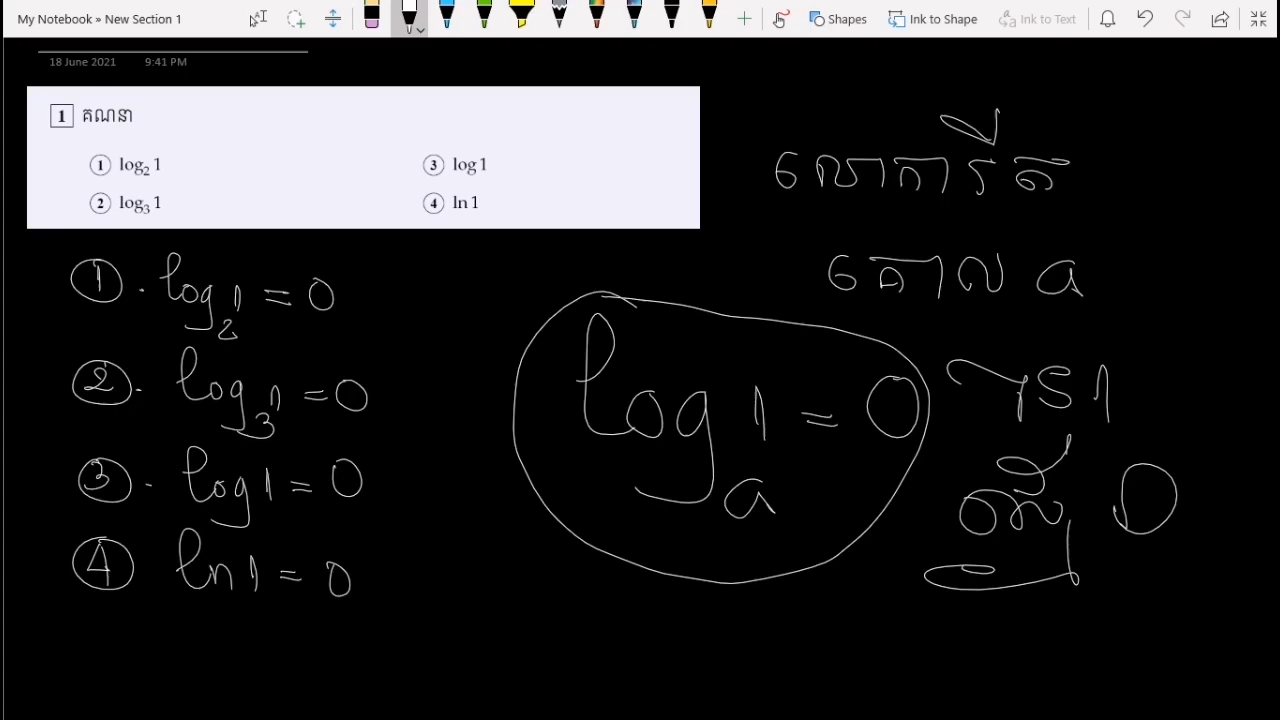 My Notebook » New Section 1
Shapes
Ink to Shape
Ink to Text
18 June 2021 9:41 PM
1 គណនា
① log₂ 1
③ log 1
② log₃ 1
④ ln 1
① . log₂ 1 = 0
② . log₃ 1 = 0
③ . log 1 = 0
④ ln 1 = 0
logₐ 1 = 0
លោការីត
គោល a
នៃ 1
ស្មើ 0